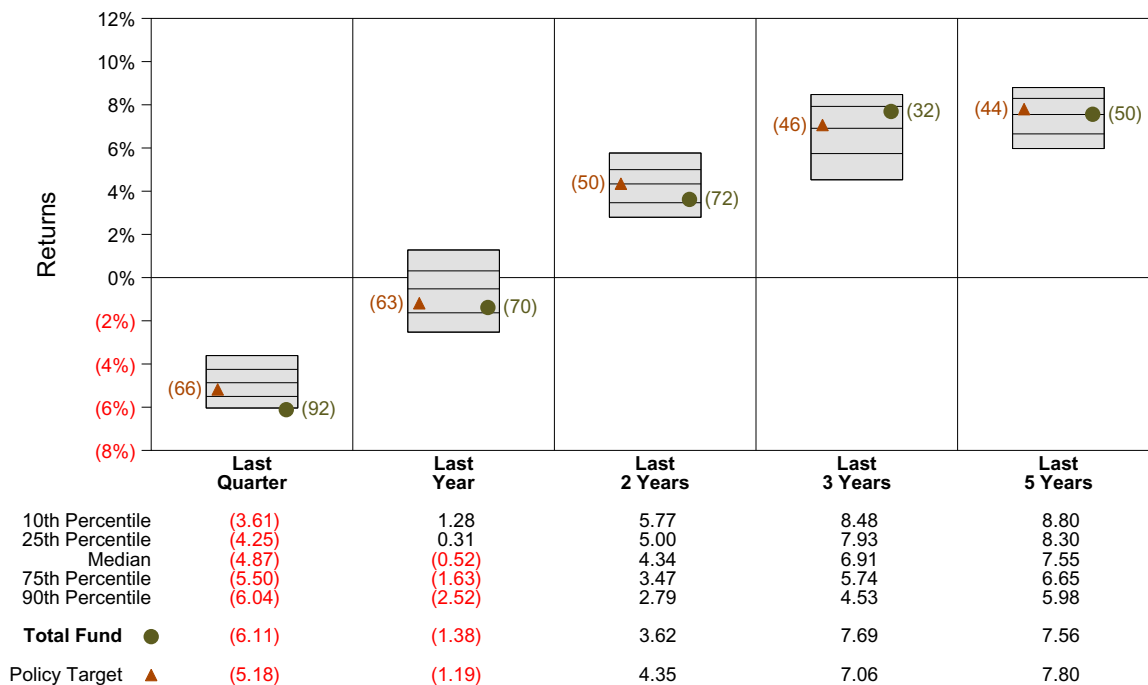 12%
10%
8%
6%
4%
2%
0%
(2%)
(4%)
(6%)
(8%)
Returns
(66)
(92)
(63)
(70)
(50)
(72)
(46)
(32)
(44)
(50)
Last Last Last Last Last
Quarter Year 2 Years 3 Years 5 Years
10th Percentile (3.61) 1.28 5.77 8.48 8.80
25th Percentile (4.25) 0.31 5.00 7.93 8.30
Median (4.87) (0.52) 4.34 6.91 7.55
75th Percentile (5.50) (1.63) 3.47 5.74 6.65
90th Percentile (6.04) (2.52) 2.79 4.53 5.98
Total Fund (6.11) (1.38) 3.62 7.69 7.56
Policy Target (5.18) (1.19) 4.35 7.06 7.80